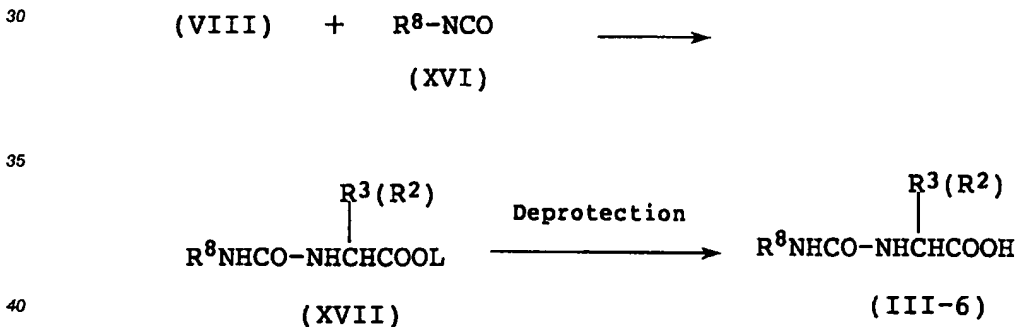 30 (VIII) + R⁸-NCO
(XVI)
35
R³(R²) R³(R²)
Deprotection
R⁸NHCO-NHCHCOOL R⁸NHCO-NHCHCOOH
40 (XVII) (III-6)